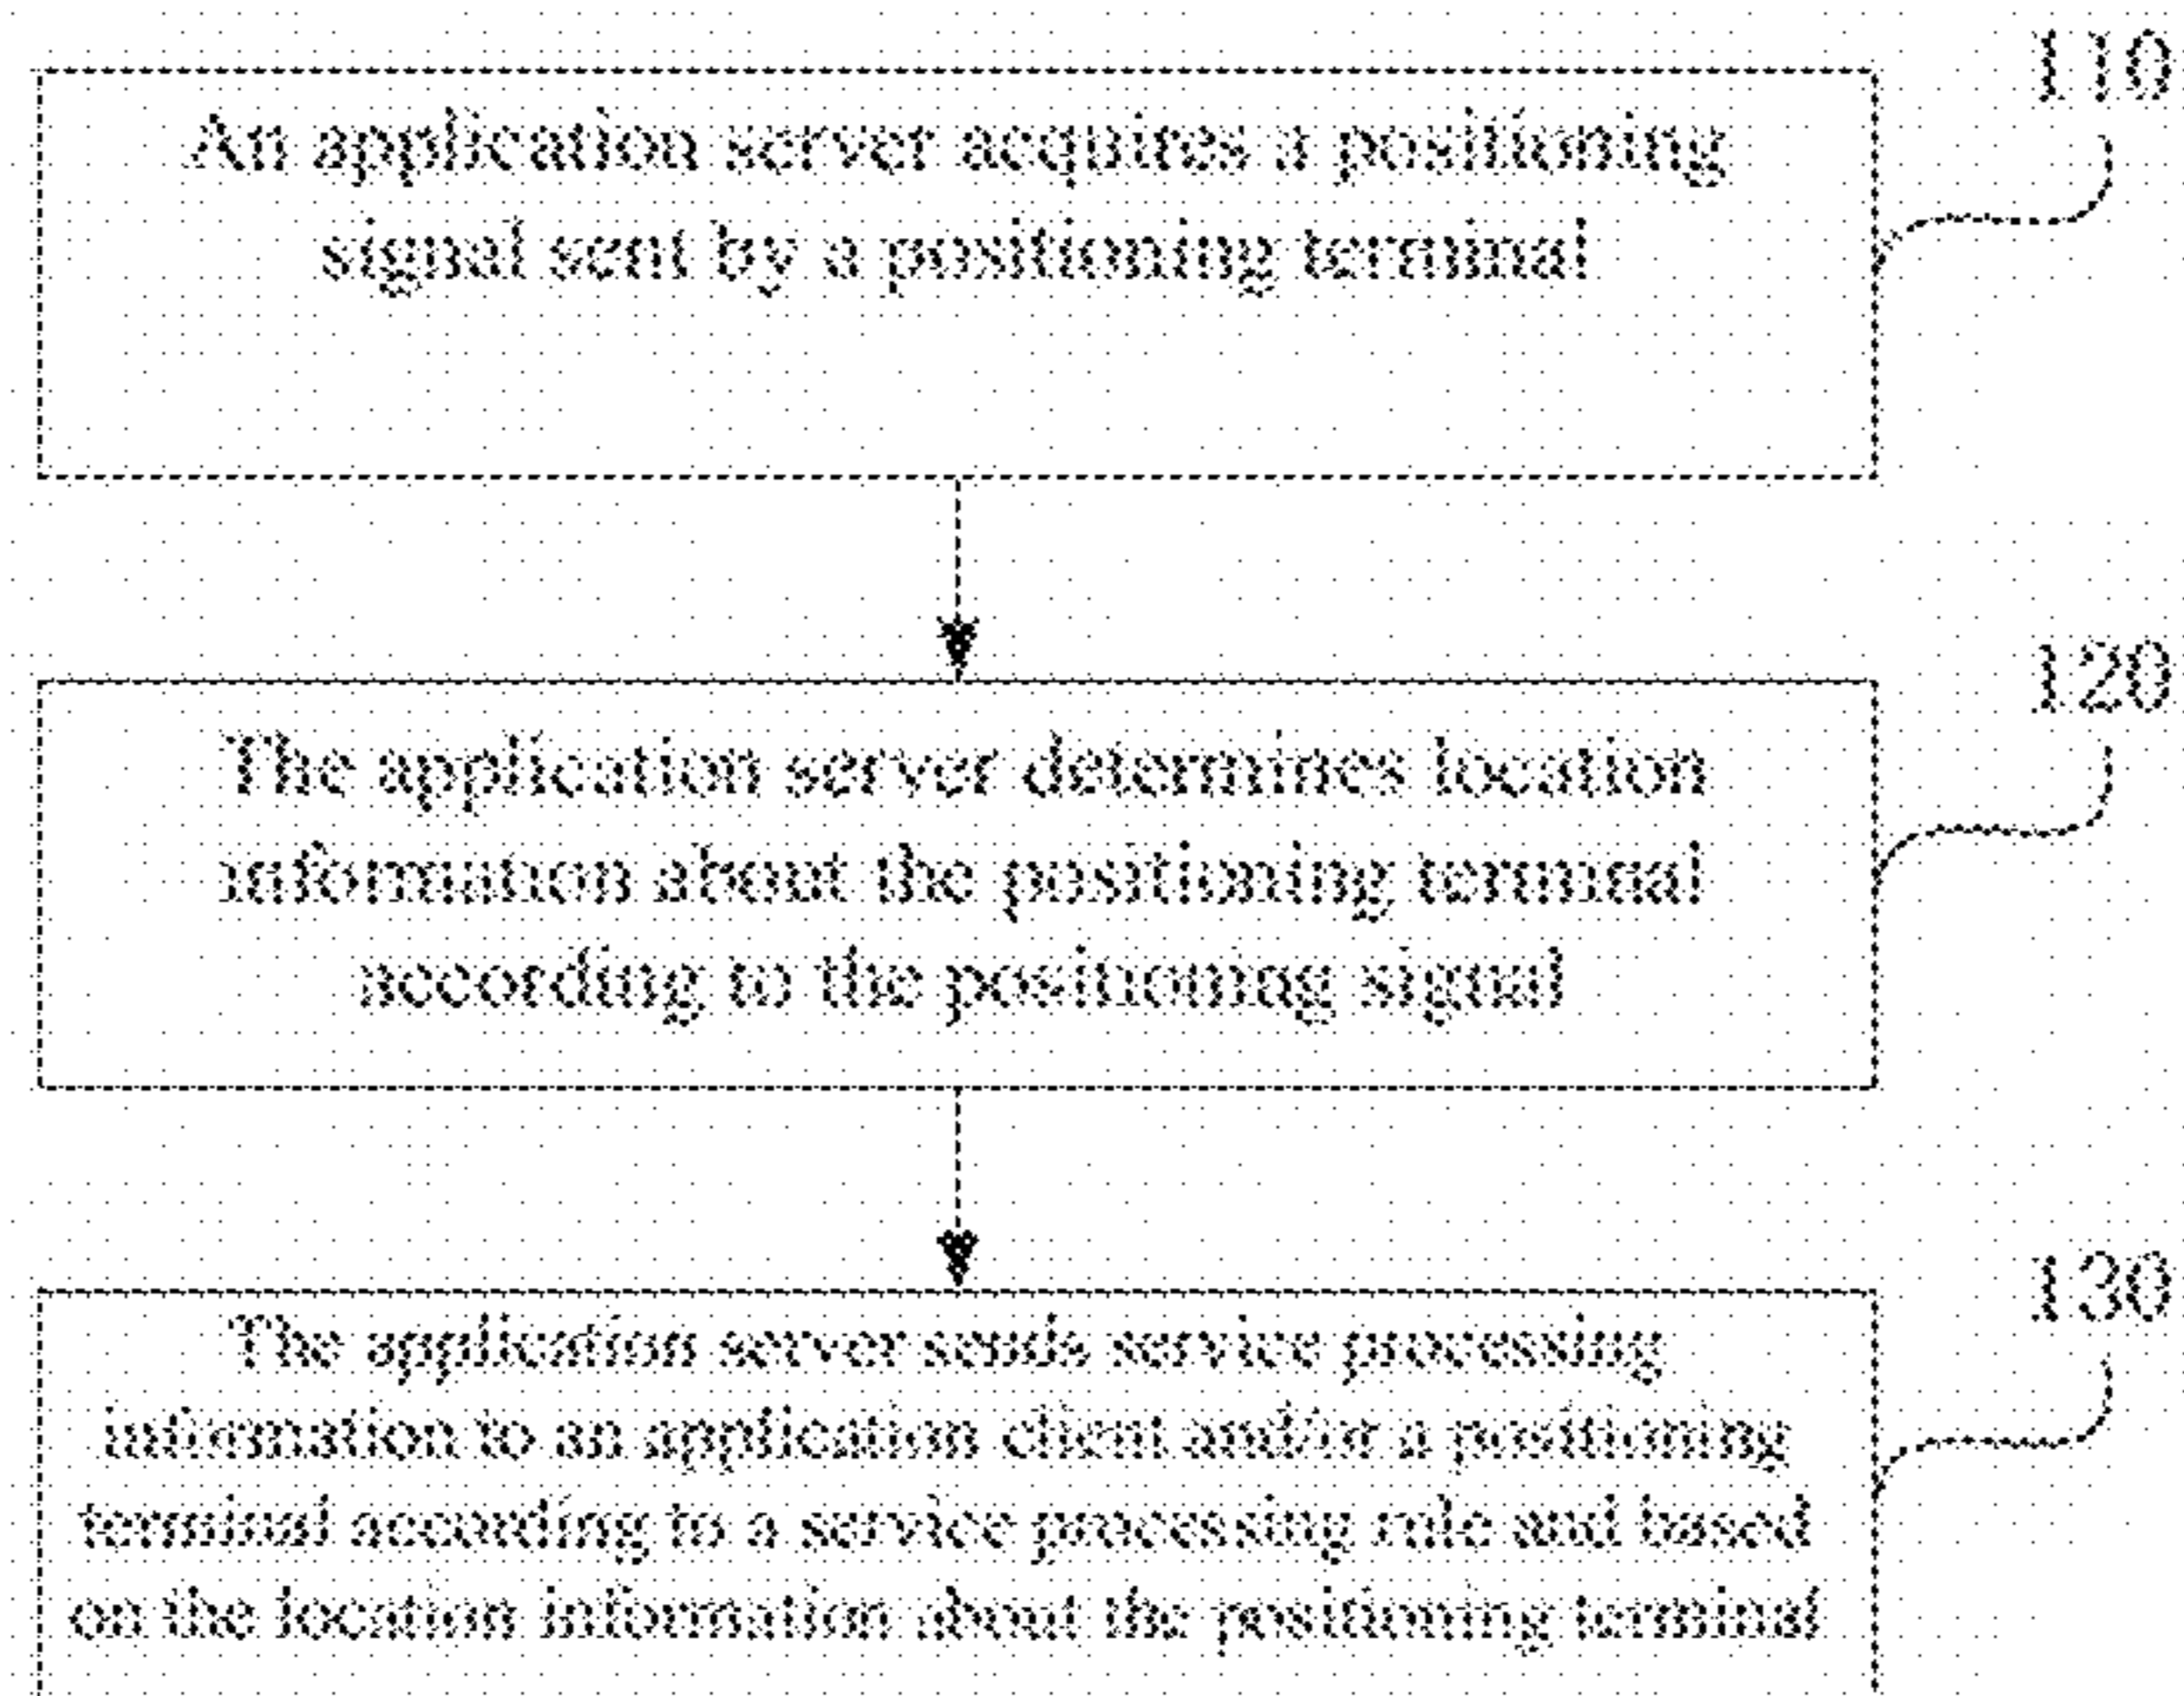 110
An application server acquires a positioning
signal sent by a positioning terminal
120
The application server determines location
information about the positioning terminal
according to the positioning signal
130
The application server sends service processing
information to an application client and/or a positioning
terminal according to a service processing rule and based
on the location information about the positioning terminal